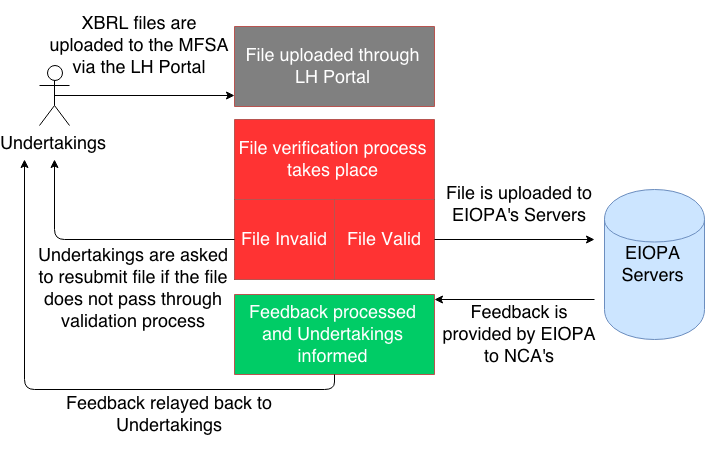 XBRL files are
uploaded to the MFSA
via the LH Portal
File uploaded through
LH Portal
Undertakings
File verification process
takes place
File Invalid
File Valid
File is uploaded to
EIOPA's Servers
EIOPA
Servers
Undertakings are asked
to resubmit file if the file
does not pass through
validation process
Feedback processed
and Undertakings
informed
Feedback is
provided by EIOPA
to NCA's
Feedback relayed back to
Undertakings